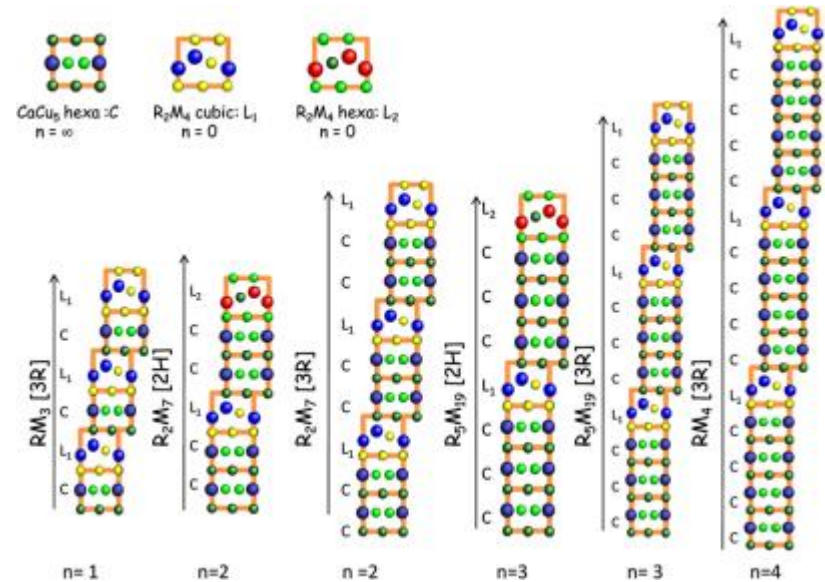 CaCu₅ hexa :C
n = ∞
R₂M₄ cubic: L₁
n = 0
R₂M₄ hexa: L₂
n = 0
RM₃ [3R]
L₁
C
L₁
C
L₁
C
n= 1
R₂M₇ [2H]
L₂
C
C
L₁
C
C
n=2
R₂M₇ [3R]
L₁
C
C
L₁
C
C
L₁
C
C
n =2
R₅M₁₉ [2H]
L₂
C
C
C
L₁
C
C
C
n=3
R₅M₁₉ [3R]
L₁
C
C
C
L₁
C
C
C
L₁
C
C
C
n= 3
RM₄ [3R]
L₁
C
C
C
C
L₁
C
C
C
C
L₁
C
C
C
C
n=4